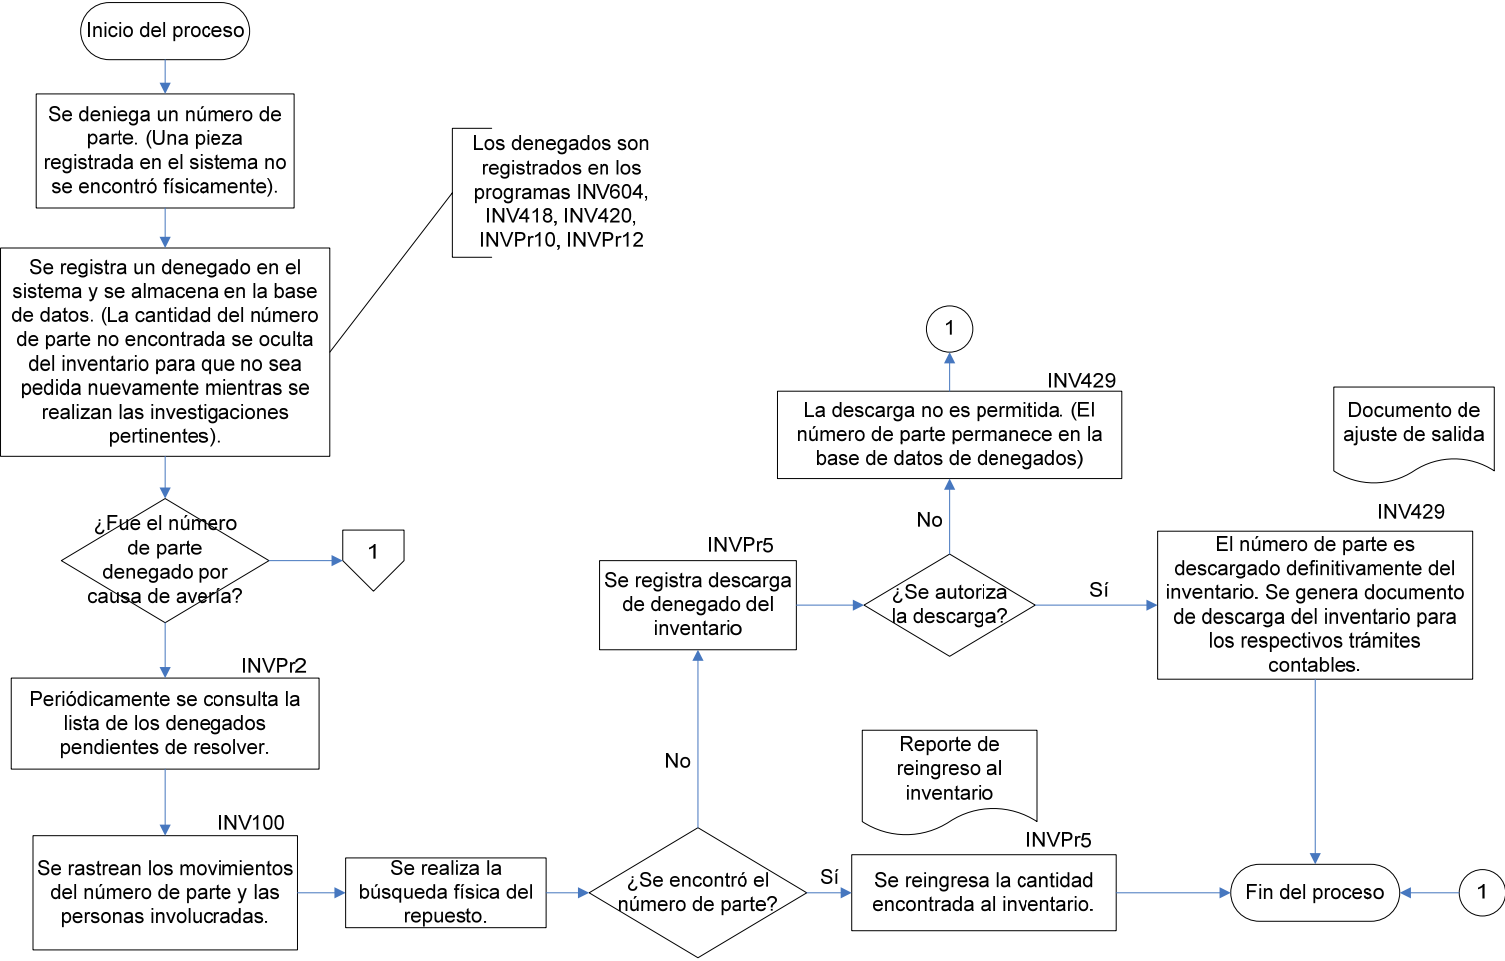 Inicio del proceso
Se deniega un número de
parte. (Una pieza
registrada en el sistema no
se encontró físicamente).
Los denegados son
registrados en los
programas INV604,
INV418, INV420,
INVPr10, INVPr12
Se registra un denegado en el
sistema y se almacena en la base
de datos. (La cantidad del número
de parte no encontrada se oculta
del inventario para que no sea
pedida nuevamente mientras se
realizan las investigaciones
pertinentes).
¿Fue el número
de parte
denegado por
causa de avería?
1
INVPr2
Periódicamente se consulta la
lista de los denegados
pendientes de resolver.
INV100
Se rastrean los movimientos
del número de parte y las
personas involucradas.
Se realiza la
búsqueda física del
repuesto.
¿Se encontró el
número de parte?
No
INVPr5
Se registra descarga
de denegado del
inventario
¿Se autoriza
la descarga?
No
INV429
La descarga no es permitida. (El
número de parte permanece en la
base de datos de denegados)
1
Sí
Documento de
ajuste de salida
INV429
El número de parte es
descargado definitivamente del
inventario. Se genera documento
de descarga del inventario para
los respectivos trámites
contables.
Sí
Reporte de
reingreso al
inventario
INVPr5
Se reingresa la cantidad
encontrada al inventario.
Fin del proceso
1